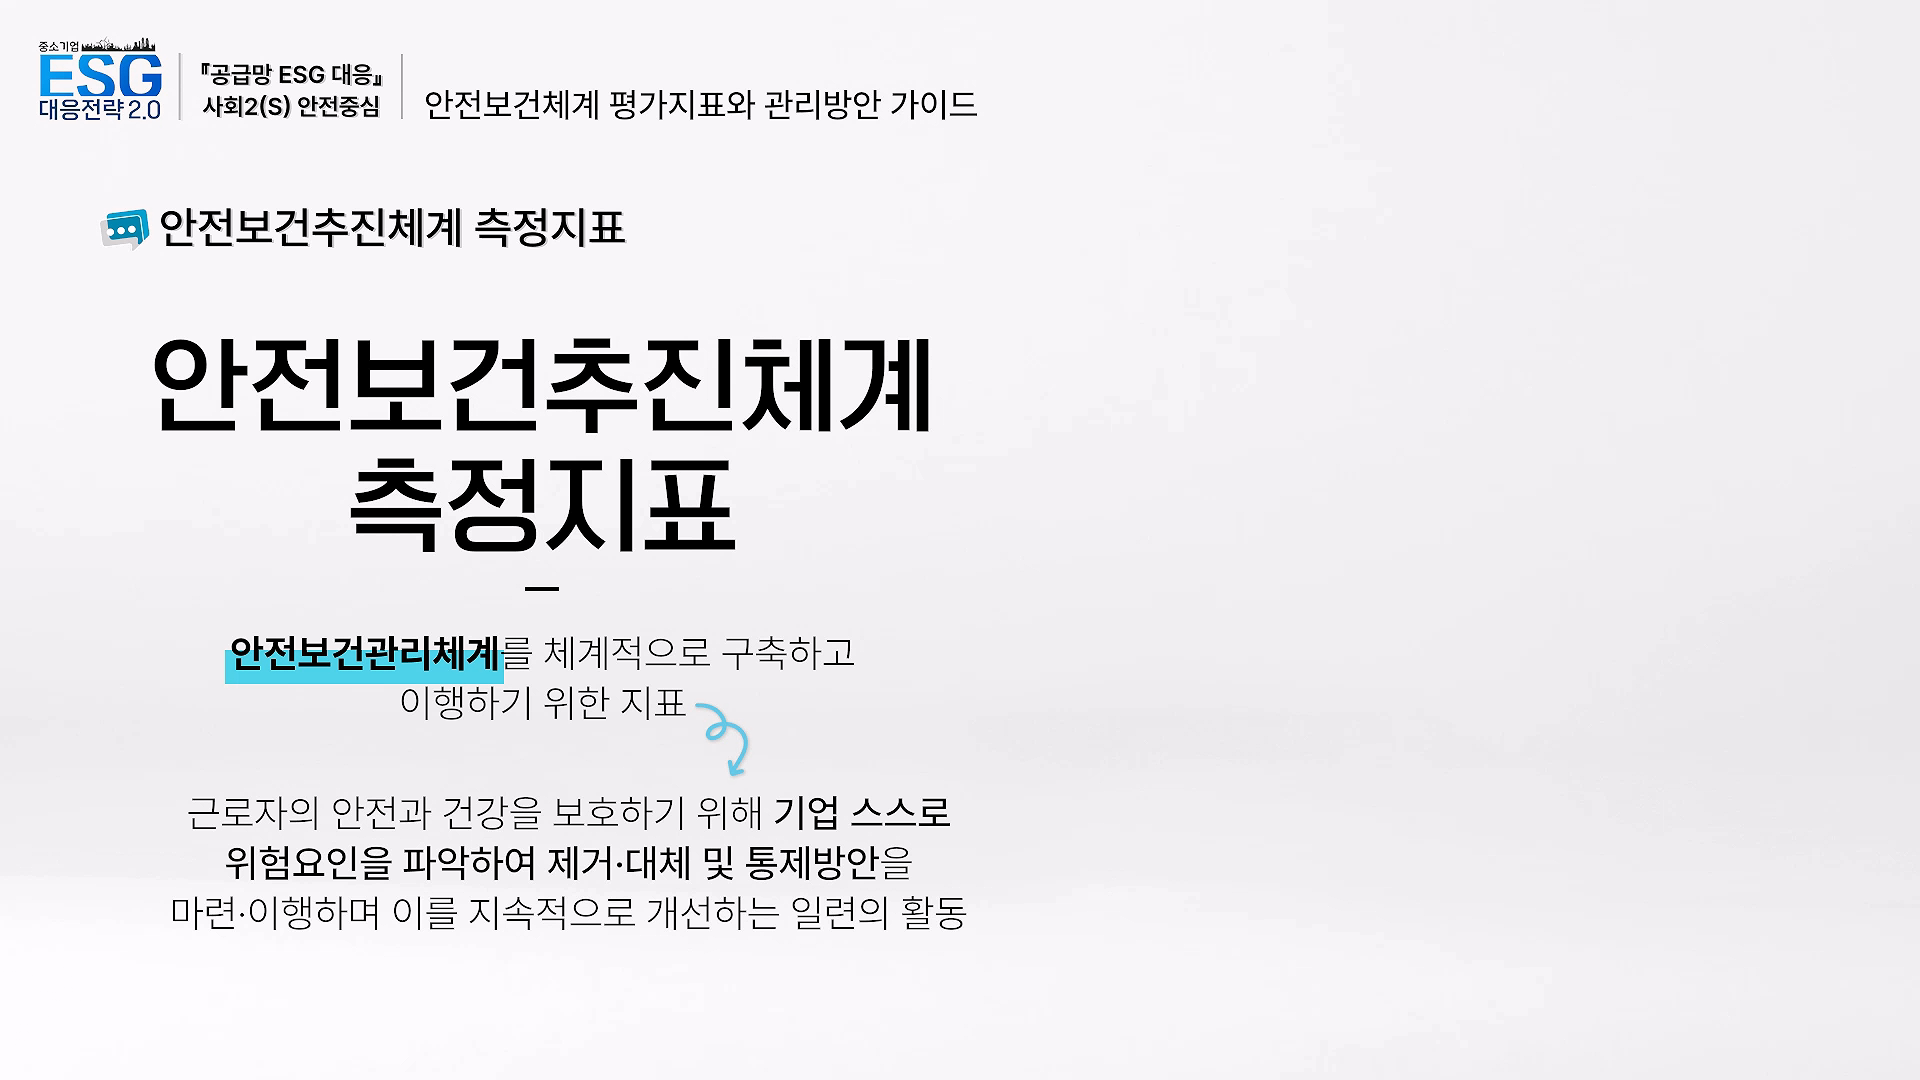 중소기업
ESG
대응전략 2.0
『공급망 ESG 대응』
사회2(S) 안전중심
안전보건체계 평가지표와 관리방안 가이드
안전보건추진체계 측정지표
안전보건추진체계
측정지표
안전보건관리체계를 체계적으로 구축하고
이행하기 위한 지표
근로자의 안전과 건강을 보호하기 위해 기업 스스로
위험요인을 파악하여 제거·대체 및 통제방안을
마련·이행하며 이를 지속적으로 개선하는 일련의 활동